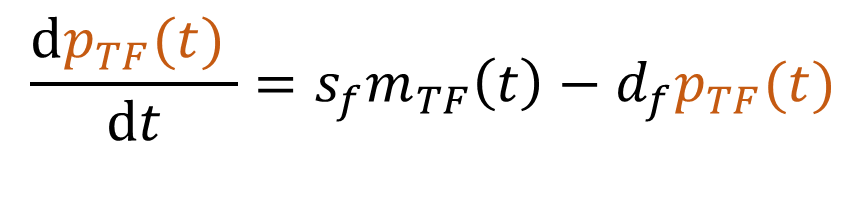 dp_{TF}(t)/dt = s_f m_{TF}(t) − d_f p_{TF}(t)